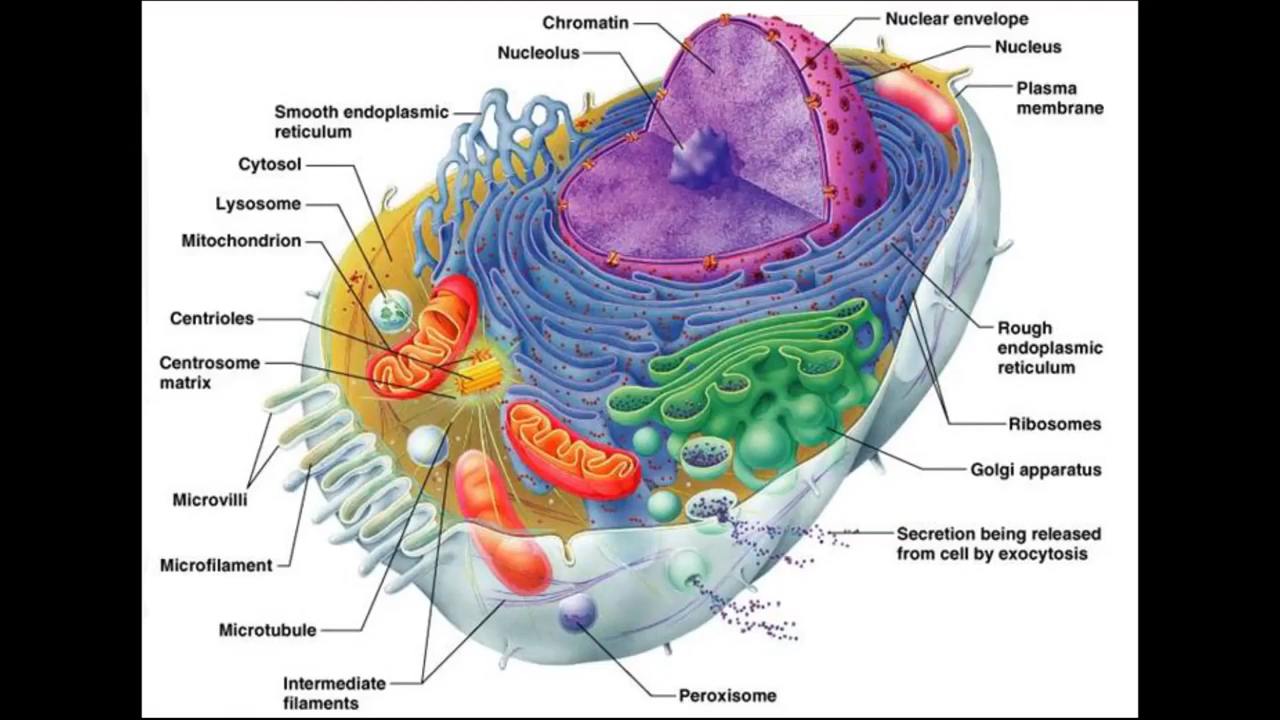 Chromatin
Nucleolus
Smooth endoplasmic
reticulum
Cytosol
Lysosome
Mitochondrion
Centrioles
Centrosome
matrix
Microvilli
Microfilament
Microtubule
Intermediate
filaments
Nuclear envelope
Nucleus
Plasma
membrane
Rough
endoplasmic
reticulum
Ribosomes
Golgi apparatus
Secretion being released
from cell by exocytosis
Peroxisome